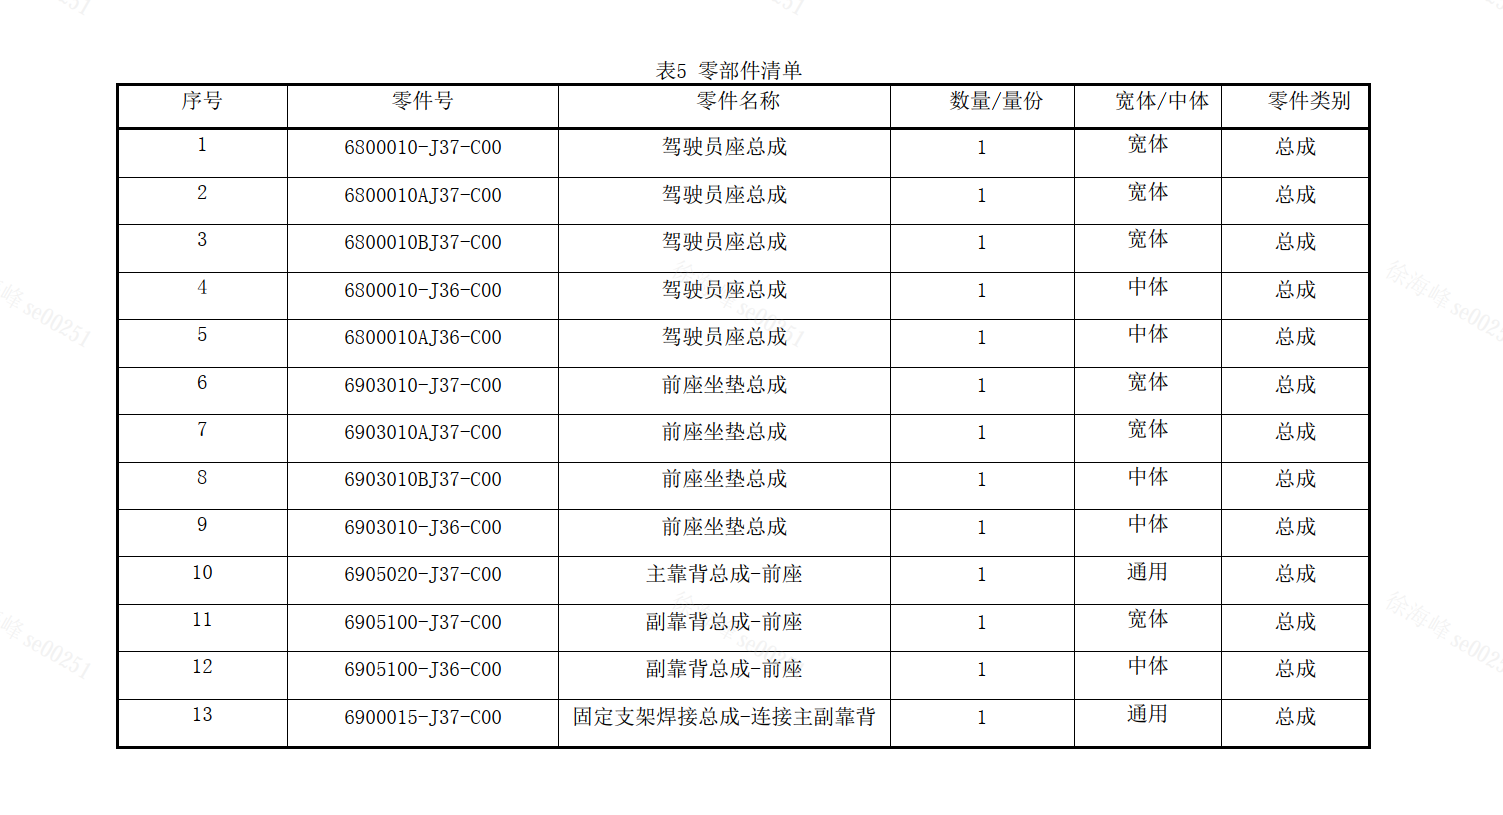 表5 零部件清单
序号 零件号 零件名称 数量/量份 宽体/中体 零件类别
1 6800010-J37-C00 驾驶员座总成 1 宽体 总成
2 6800010AJ37-C00 驾驶员座总成 1 宽体 总成
3 6800010BJ37-C00 驾驶员座总成 1 宽体 总成
4 6800010-J36-C00 驾驶员座总成 1 中体 总成
5 6800010AJ36-C00 驾驶员座总成 1 中体 总成
6 6903010-J37-C00 前座坐垫总成 1 宽体 总成
7 6903010AJ37-C00 前座坐垫总成 1 宽体 总成
8 6903010BJ37-C00 前座坐垫总成 1 中体 总成
9 6903010-J36-C00 前座坐垫总成 1 中体 总成
10 6905020-J37-C00 主靠背总成-前座 1 通用 总成
11 6905100-J37-C00 副靠背总成-前座 1 宽体 总成
12 6905100-J36-C00 副靠背总成-前座 1 中体 总成
13 6900015-J37-C00 固定支架焊接总成-连接主副靠背 1 通用 总成
徐海峰 se00251